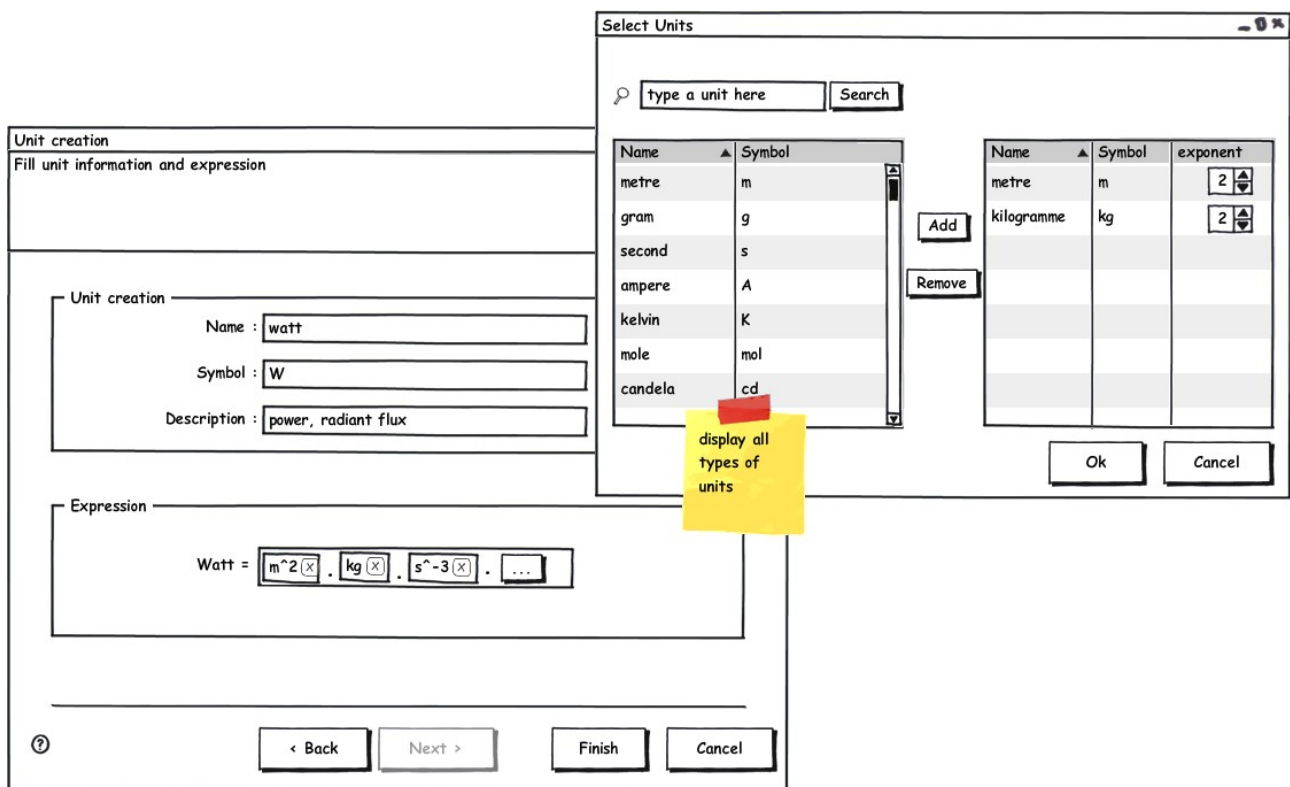 Select Units
type a unit here Search
Name Symbol
metre m
gram g
second s
ampere A
kelvin K
mole mol
candela cd
Add
Remove
Name Symbol exponent
metre m 2
kilogramme kg 2
Ok Cancel
display all
types of
units
Unit creation
Fill unit information and expression
Unit creation
Name : watt
Symbol : W
Description : power, radiant flux
Expression
Watt = m^2 x . kg x . s^-3 x . ...
?
< Back Next > Finish Cancel